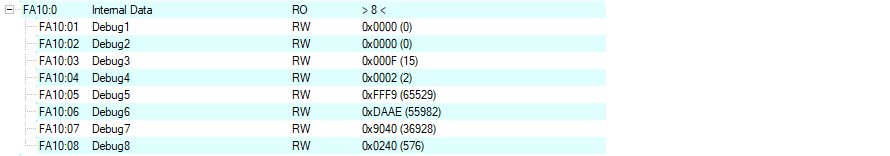 FA10:0 Internal Data RO > 8 <
FA10:01 Debug1 RW 0x0000 (0)
FA10:02 Debug2 RW 0x0000 (0)
FA10:03 Debug3 RW 0x000F (15)
FA10:04 Debug4 RW 0x0002 (2)
FA10:05 Debug5 RW 0xFFF9 (65529)
FA10:06 Debug6 RW 0xDAAE (55982)
FA10:07 Debug7 RW 0x9040 (36928)
FA10:08 Debug8 RW 0x0240 (576)